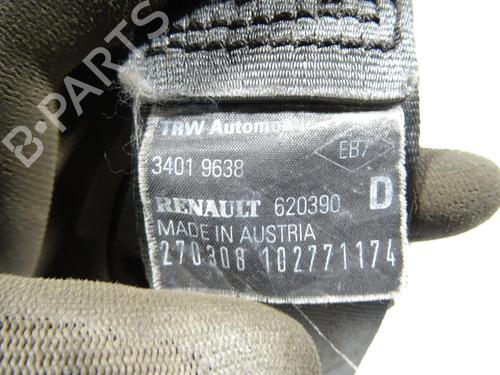 TRW Automo
3401 9638
EB7
RENAULT 620390 D
MADE IN AUSTRIA
270308 102771174
B-PARTS